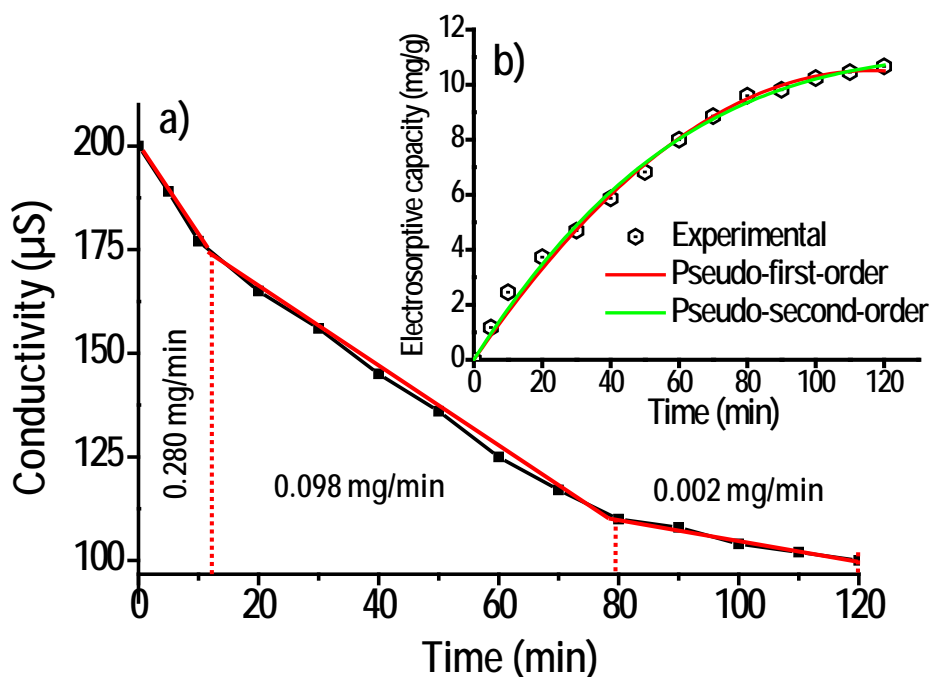 a)
Conductivity (µS)
200
175
150
125
100
0 20 40 60 80 100 120
Time (min)
0.280 mg/min
0.098 mg/min
0.002 mg/min
b)
Electrosorptive capacity (mg/g)
12
10
8
6
4
2
0
0 20 40 60 80 100 120
Time (min)
Experimental
Pseudo-first-order
Pseudo-second-order